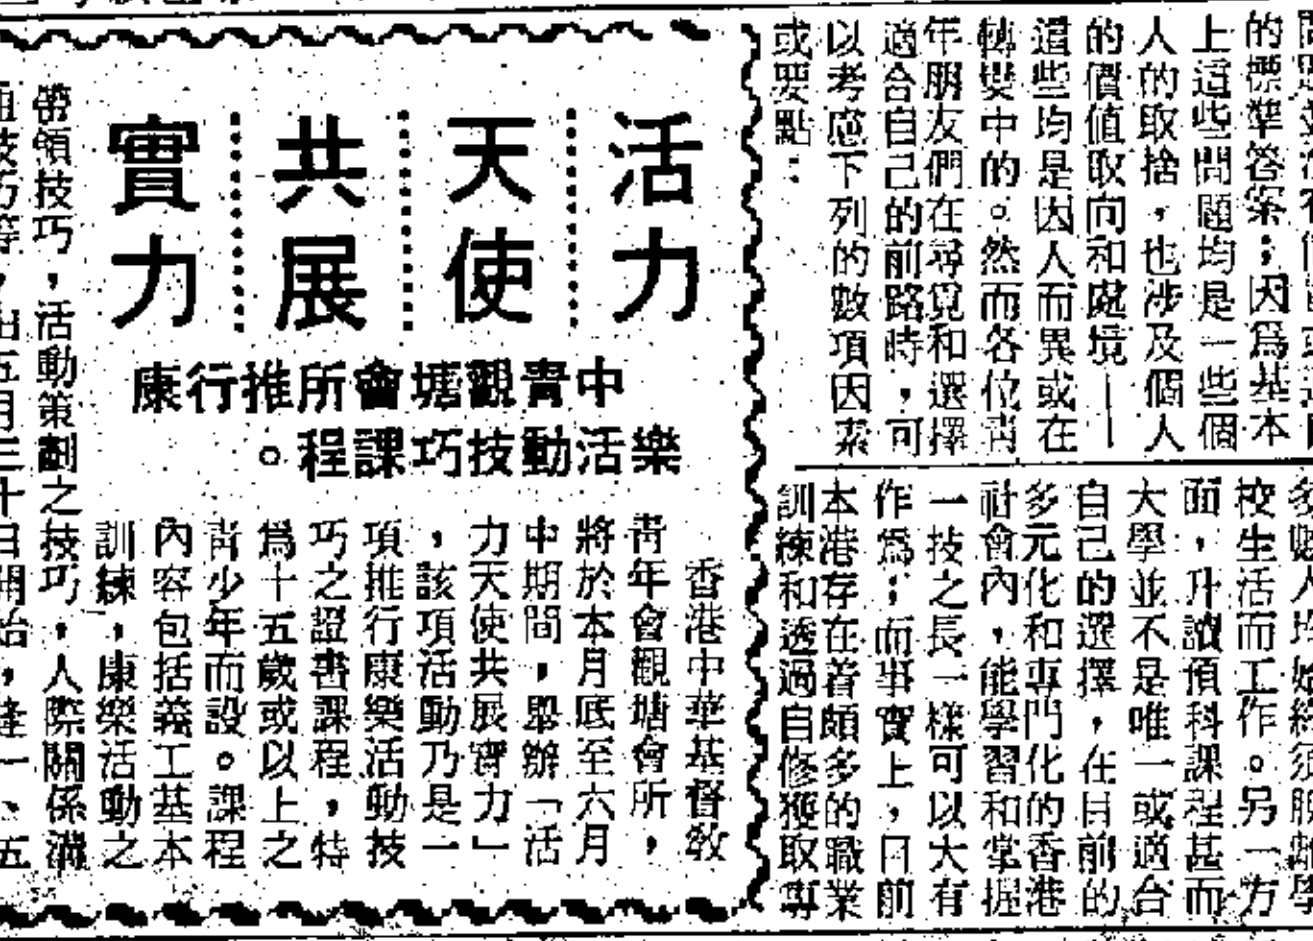 的標準答案；因爲基本
上這些問題均是一些個
人的取捨，也涉及個人
的價值取向和處境——
這些均是因人而異或在
轉變中的。然而各位靑
年朋友們在尋覓和選擇
適合自己的前路時，可
以考慮下列的數項因素
或要點：
校生活而工作。另一方
面，升讀預科課程甚而
大學並不是唯一或適合
自己的選擇，在目前的
多元化和專門化的香港
社會內，能學習和掌握
一技之長一樣可以大有
作爲；而事實上，目前
本港存在着頗多的職業
訓練和透過自修獲取專
活力
天使
共展
實力
中靑觀塘會所推行康
樂活動技巧課程。
香港中華基督敎
靑年會觀塘會所，
將於本月底至六月
中期間，舉辦「活
力天使共展實力」
，該項活動乃是一
項推行康樂活動技
巧之證書課程，特
爲十五歲或以上之
靑少年而設。課程
內容包括義工基本
訓練，康樂活動之
帶領技巧，活動策劃之技巧，人際關係溝
技巧等，由五月三十日開始，逢一、五